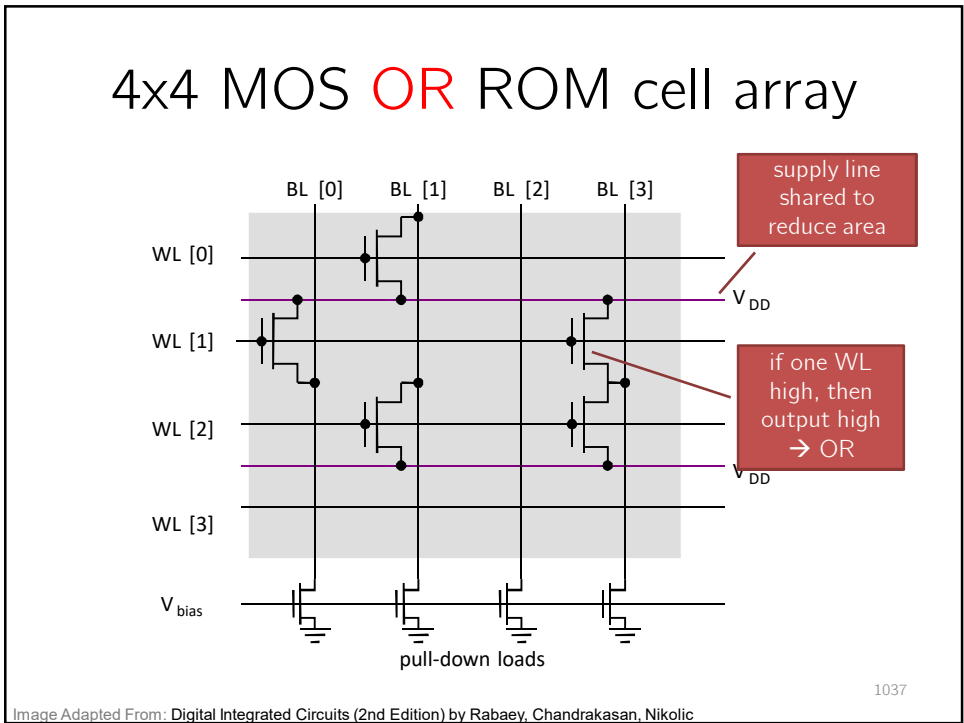 4x4 MOS OR ROM cell array
supply line
shared to
reduce area
BL [0] BL [1] BL [2] BL [3]
WL [0]
V DD
WL [1]
if one WL
high, then
output high
→ OR
WL [2]
V DD
WL [3]
V bias
pull-down loads
1037
Image Adapted From: Digital Integrated Circuits (2nd Edition) by Rabaey, Chandrakasan, Nikolic